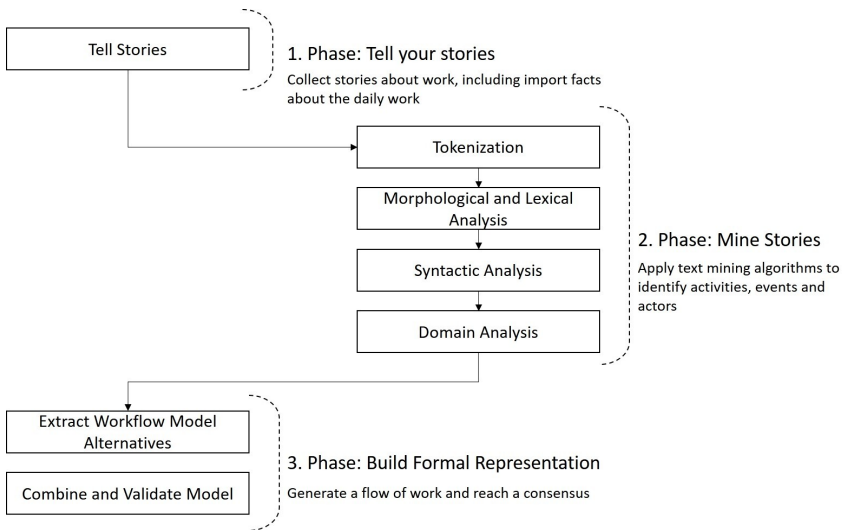 Tell Stories
1. Phase: Tell your stories
Collect stories about work, including import facts
about the daily work
Tokenization
Morphological and Lexical
Analysis
Syntactic Analysis
Domain Analysis
2. Phase: Mine Stories
Apply text mining algorithms to
identify activities, events and
actors
Extract Workflow Model
Alternatives
Combine and Validate Model
3. Phase: Build Formal Representation
Generate a flow of work and reach a consensus